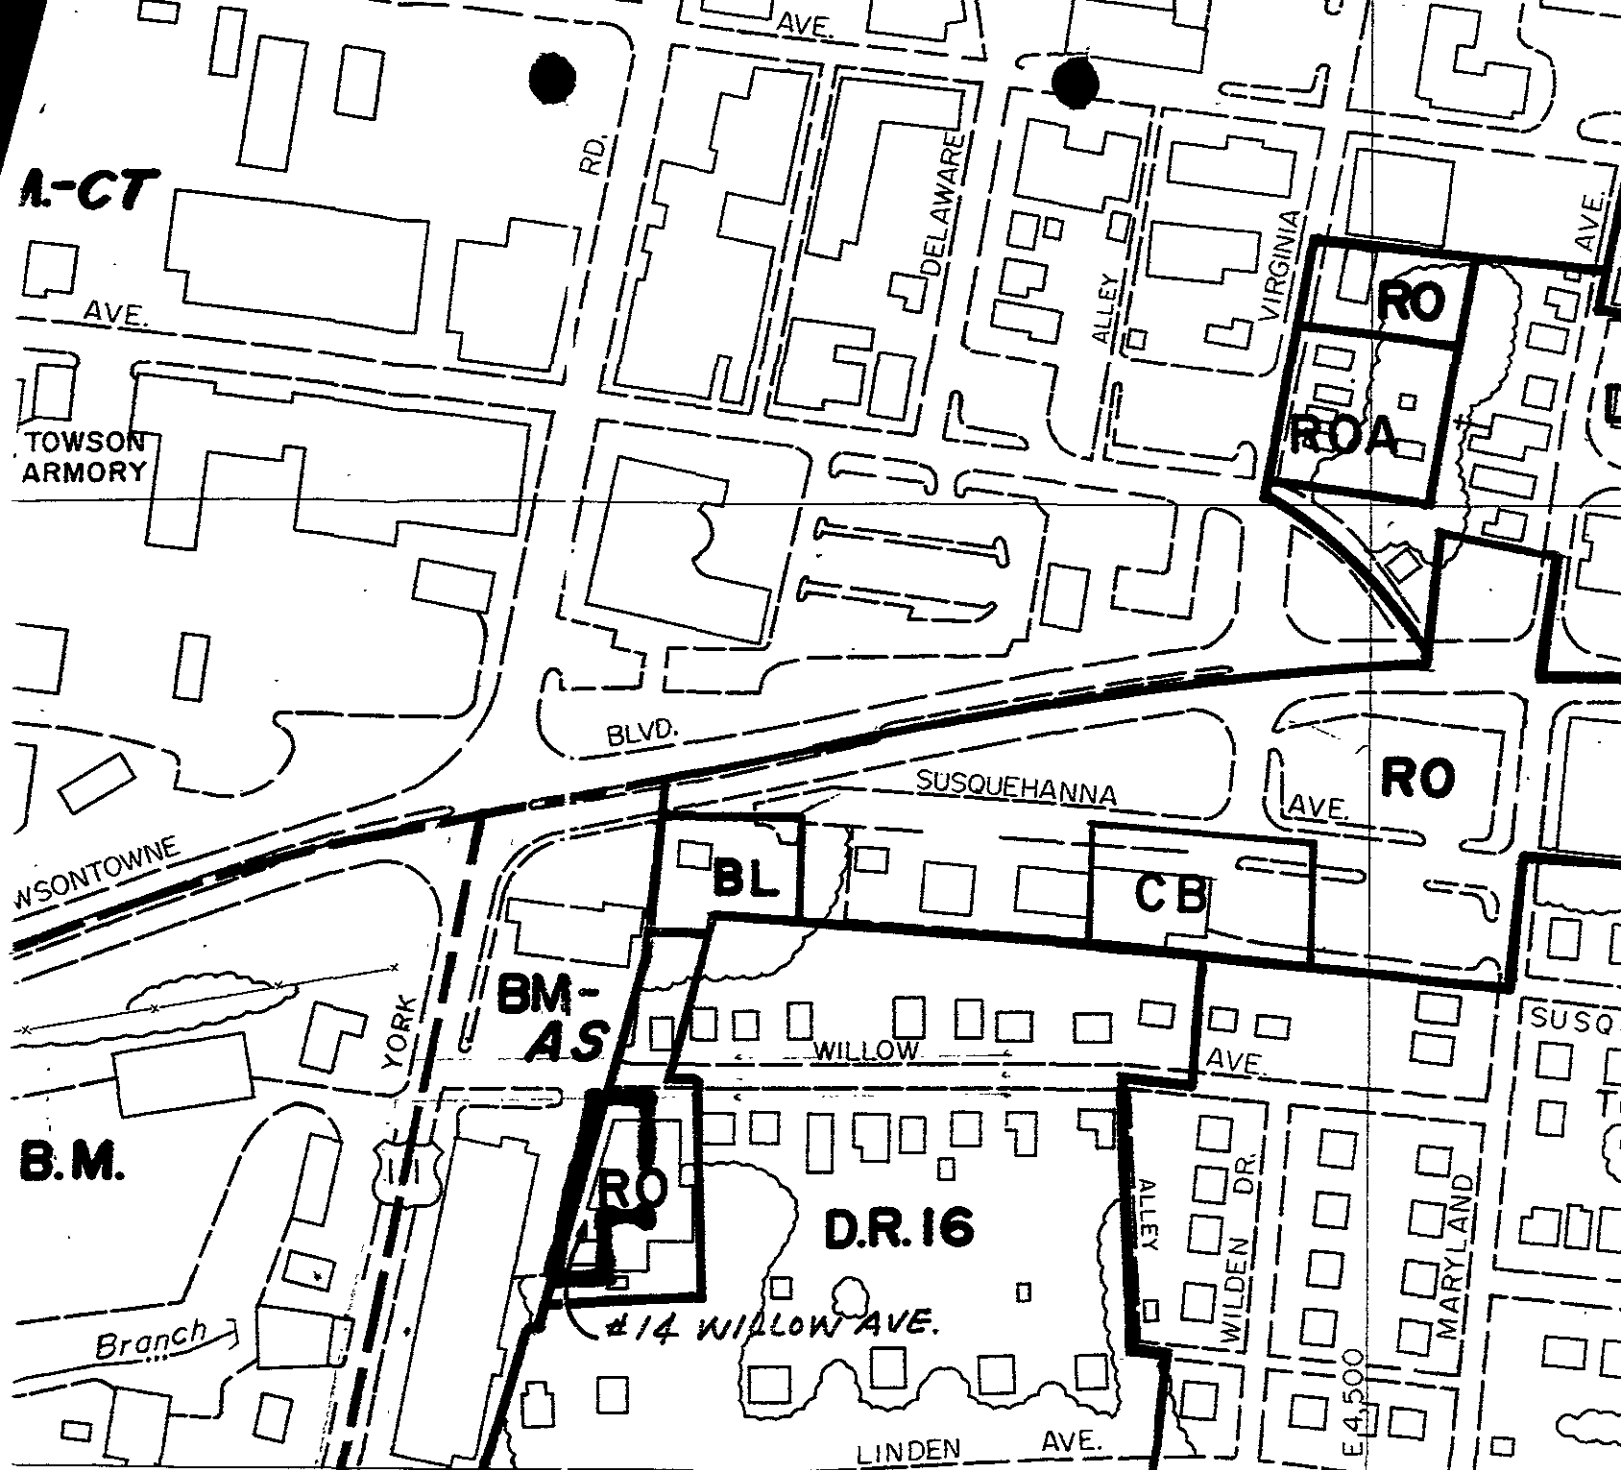 AVE.
RD.
DELAWARE
AVE.
-CT
VIRGINIA
ALLEY
RO
AVE.
ROA
TOWSON
ARMORY
BLVD.
SUSQUEHANNA
AVE.
RO
WSONTOWNE
BL
CB
BM-
AS
YORK
WILLOW
AVE.
SUSQ
B.M.
RO
D.R. 16
ALLEY
WILDEN DR.
MARYLAND
#14 WILLOW AVE.
Branch
E 4,500
LINDEN AVE.